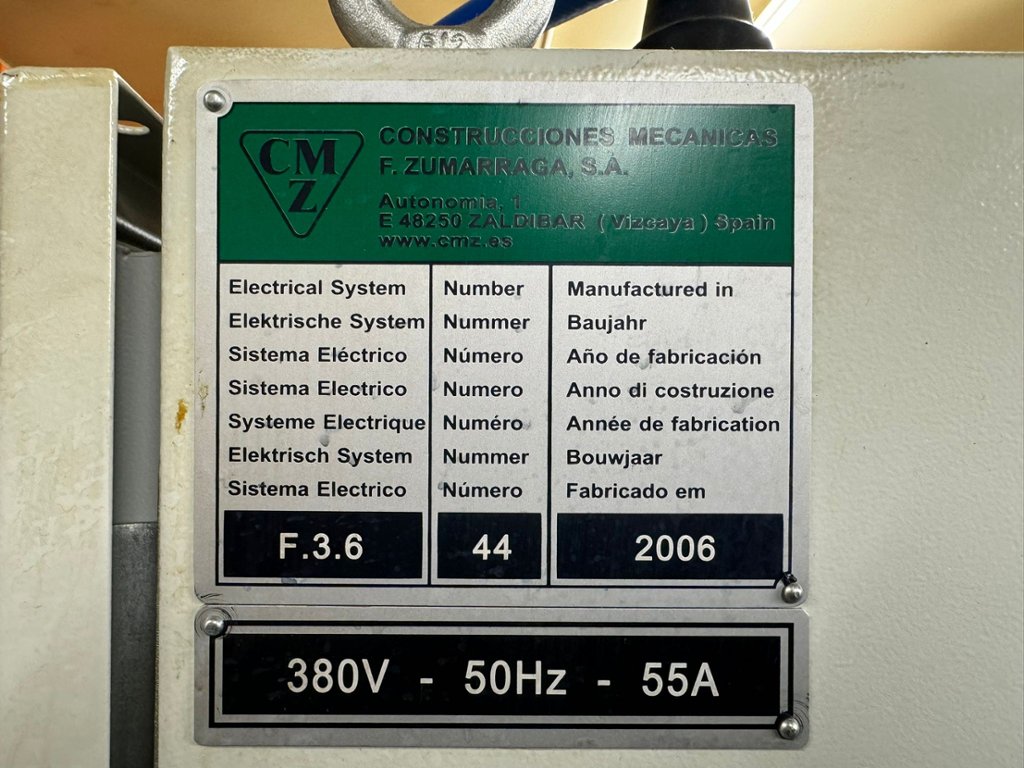 CMZ
CONSTRUCCIONES MECANICAS
F. ZUMARRAGA, S.A.
Autonomia, 1
E 48250 ZALDIBAR (Vizcaya) Spain
www.cmz.es
Electrical System Number Manufactured in
Elektrische System Nummer Baujahr
Sistema Eléctrico Número Año de fabricación
Sistema Electrico Numero Anno di costruzione
Systeme Electrique Numéro Année de fabrication
Elektrisch System Nummer Bouwjaar
Sistema Electrico Número Fabricado em
F.3.6 44 2006
380V - 50Hz - 55A